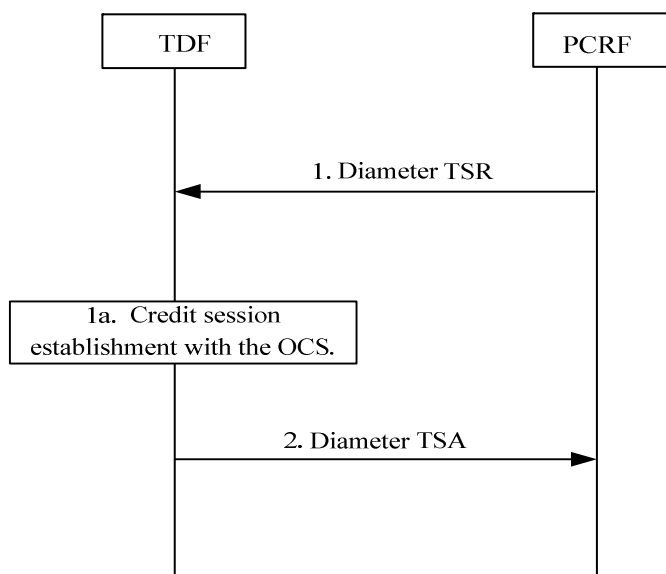 TDF
PCRF
1. Diameter TSR
1a. Credit session
establishment with the OCS.
2. Diameter TSA